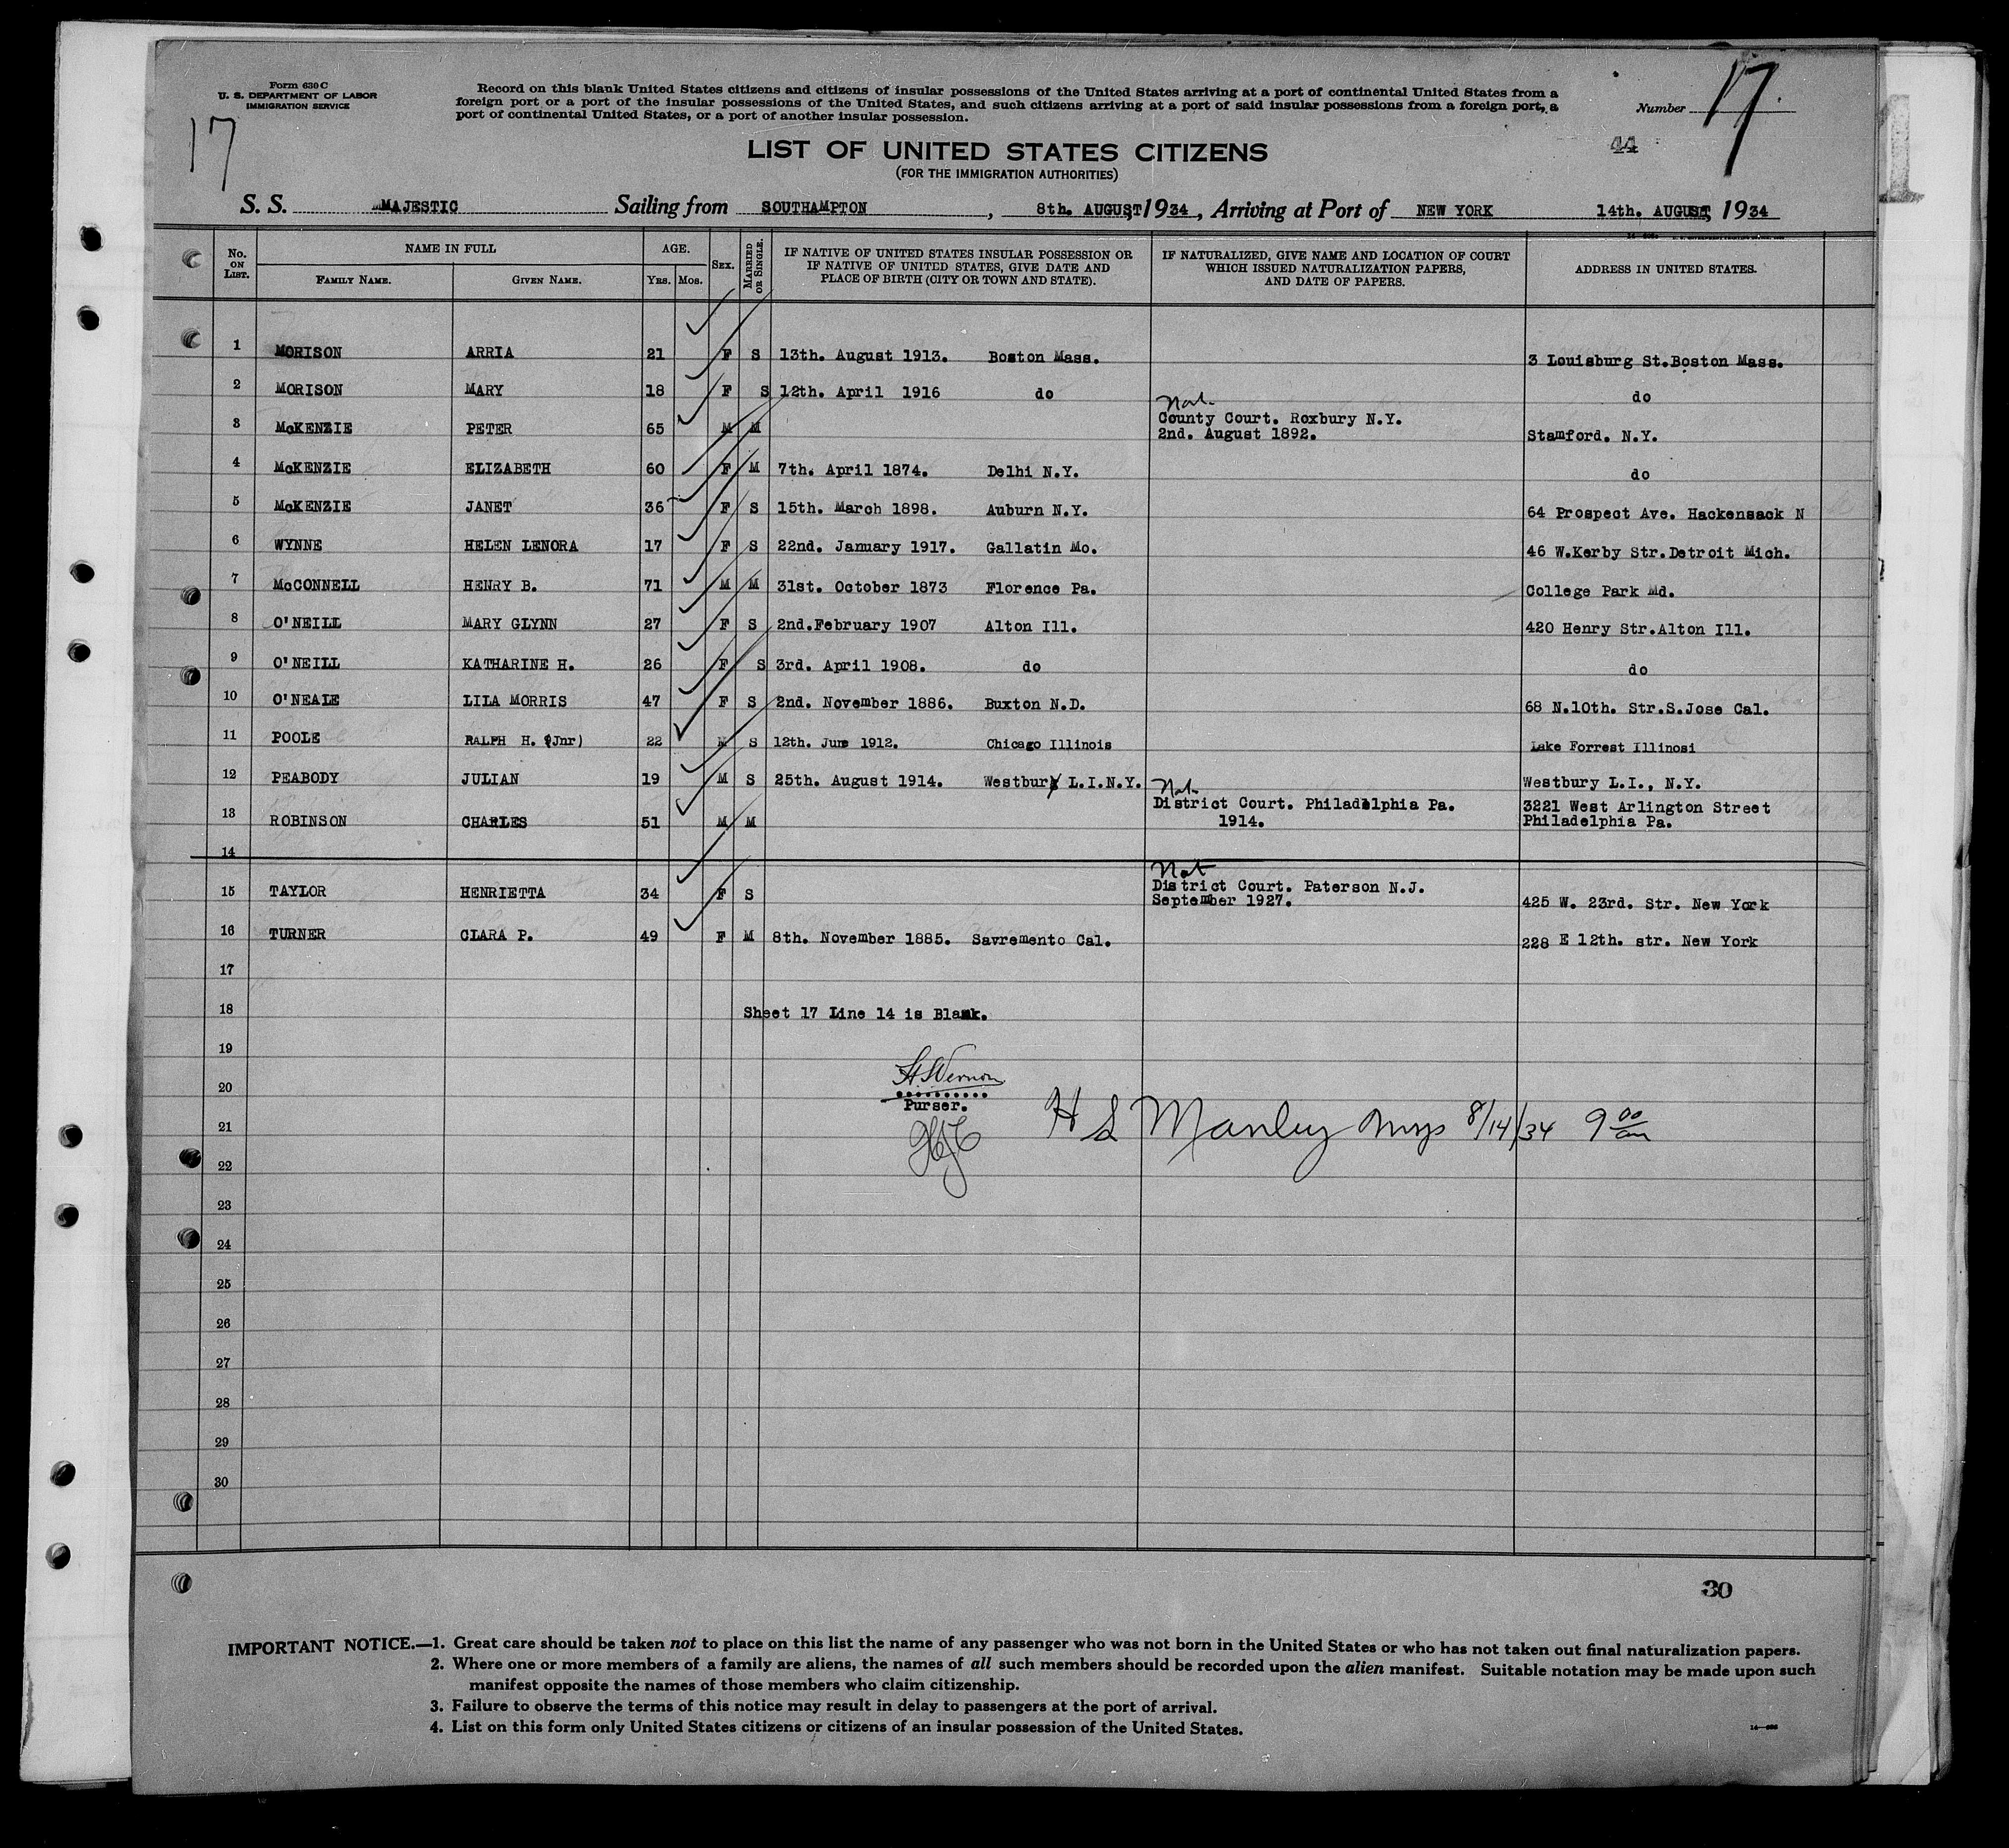 Form 630 C
U. S. DEPARTMENT OF LABOR
IMMIGRATION SERVICE
17
Record on this blank United States citizens and citizens of insular possessions of the United States arriving at a port of continental United States from a
foreign port or a port of the insular possessions of the United States, and such citizens arriving at a port of said insular possessions from a foreign port, a
port of continental United States, or a port of another insular possession.
Number 17
44
LIST OF UNITED STATES CITIZENS
(FOR THE IMMIGRATION AUTHORITIES)
S. S. MAJESTIC Sailing from SOUTHAMPTON, 8th. AUGUST 1934, Arriving at Port of NEW YORK 14th. AUGUST, 1934
No. ON LIST. NAME IN FULL FAMILY NAME. GIVEN NAME. AGE. YRS. MOS. SEX. MARRIED OR SINGLE. IF NATIVE OF UNITED STATES INSULAR POSSESSION OR IF NATIVE OF UNITED STATES, GIVE DATE AND PLACE OF BIRTH (CITY OR TOWN AND STATE). IF NATURALIZED, GIVE NAME AND LOCATION OF COURT WHICH ISSUED NATURALIZATION PAPERS, AND DATE OF PAPERS. ADDRESS IN UNITED STATES.
1 MORISON ARRIA 21 F S 13th. August 1913. Boston Mass. 3 Louisburg St.Boston Mass.
2 MORISON MARY 18 F S 12th. April 1916 do do
3 McKENZIE PETER 65 M M Nat. County Court. Roxbury N.Y. 2nd. August 1892. Stamford. N.Y.
4 McKENZIE ELIZABETH 60 F M 7th. April 1874. Delhi N.Y. do
5 McKENZIE JANET 36 F S 15th. March 1898. Auburn N.Y. 64 Prospect Ave. Hackensack N
6 WYNNE HELEN LENORA 17 F S 22nd. January 1917. Gallatin Mo. 46 W.Kerby Str.Detroit Mich.
7 McCONNELL HENRY B. 71 M M 31st. October 1873 Florence Pa. College Park Md.
8 O'NEILL MARY GLYNN 27 F S 2nd.February 1907 Alton Ill. 420 Henry Str.Alton Ill.
9 O'NEILL KATHARINE H. 26 F S 3rd. April 1908. do do
10 O'NEALE LILA MORRIS 47 F S 2nd. November 1886. Buxton N.D. 68 N.10th. Str.S.Jose Cal.
11 POOLE RALPH H. (Jnr) 22 M S 12th. June 1912. Chicago Illinois Lake Forrest Illinosi
12 PEABODY JULIAN 19 M S 25th. August 1914. Westbury L.I.N.Y. Westbury L.I., N.Y.
13 ROBINSON CHARLES 51 M M Nat. District Court. Philadelphia Pa. 1914. 3221 West Arlington Street Philadelphia Pa.
14
15 TAYLOR HENRIETTA 34 F S Nat District Court. Paterson N.J. September 1927. 425 W. 23rd. Str. New York
16 TURNER CLARA P. 49 F M 8th. November 1885. Savremento Cal. 228 E 12th. str. New York
17
18 Sheet 17 Line 14 is Blank.
19
20 H.S.Vernon
Purser.
21 H S Manley 8/14/34 9 00 am
22
23
24
25
26
27
28
29
30
30
IMPORTANT NOTICE.—1. Great care should be taken not to place on this list the name of any passenger who was not born in the United States or who has not taken out final naturalization papers.
2. Where one or more members of a family are aliens, the names of all such members should be recorded upon the alien manifest. Suitable notation may be made upon such
manifest opposite the names of those members who claim citizenship.
3. Failure to observe the terms of this notice may result in delay to passengers at the port of arrival.
4. List on this form only United States citizens or citizens of an insular possession of the United States.